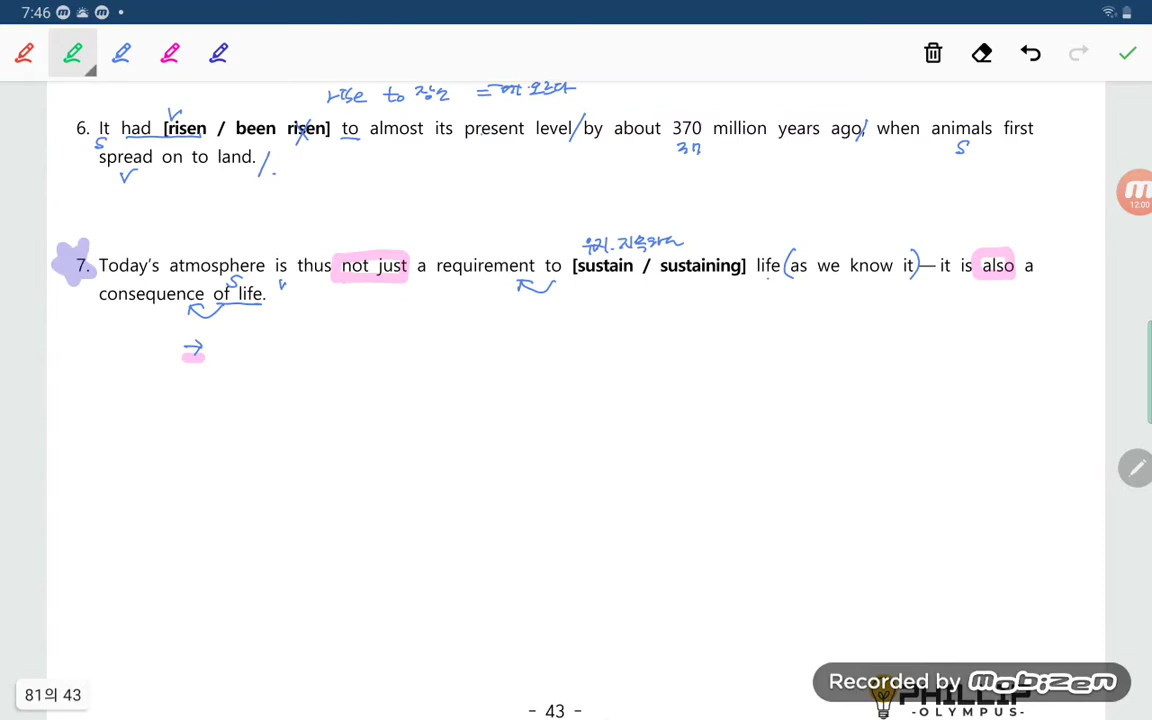 7:46
rise to 장소 = ~에 오르다
6. It had [risen / been risen] to almost its present level/by about 370 million years ago, when animals first
S V 37 S
spread on to land. /.
V
유지. 지속하다
7. Today's atmosphere is thus not just a requirement to [sustain / sustaining] life (as we know it)—it is also a
S V
consequence of life.
→
12:00
81의 43
Recorded by mobizen
PHILLIP
- 43 -
-OLYMPUS-